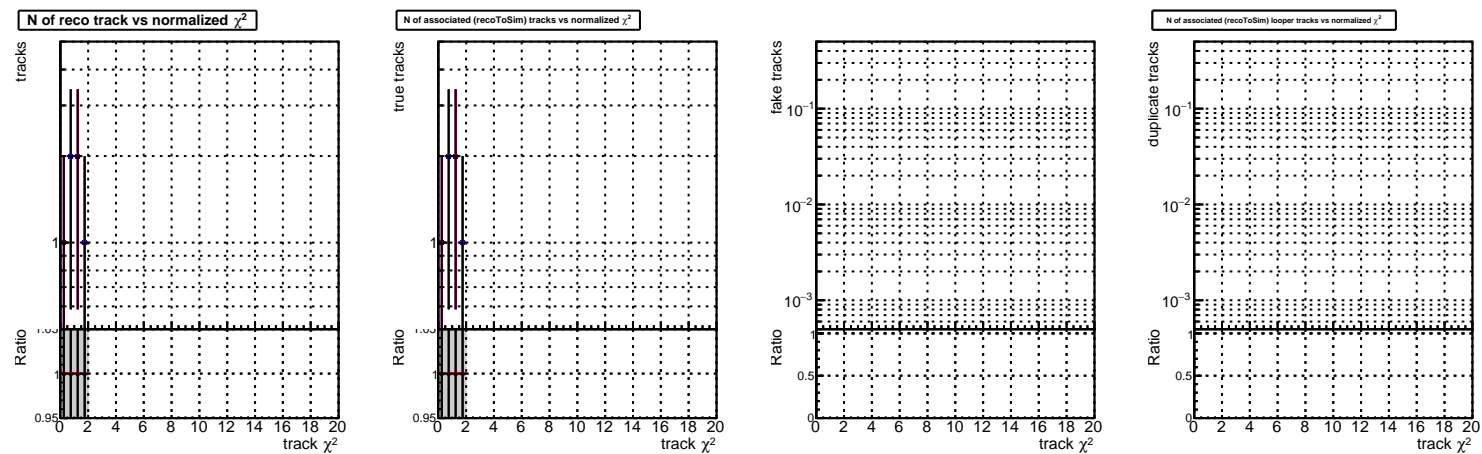 N of reco track vs normalized χ²
tracks
1
Ratio
1.05
1
0.95
0 2 4 6 8 10 12 14 16 18 20
track χ²
N of associated (recoToSim) tracks vs normalized χ²
true tracks
1
Ratio
1.05
1
0.95
0 2 4 6 8 10 12 14 16 18 20
track χ²
fake tracks
10⁻¹
10⁻²
10⁻³
Ratio
1
0.5
0
0 2 4 6 8 10 12 14 16 18 20
track χ²
N of associated (recoToSim) looper tracks vs normalized χ²
duplicate tracks
10⁻¹
10⁻²
10⁻³
Ratio
1
0.5
0
0 2 4 6 8 10 12 14 16 18 20
track χ²